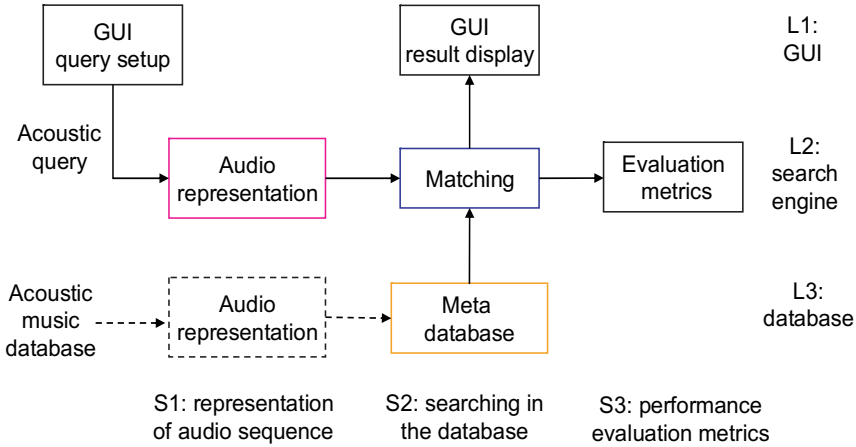 GUI
query setup
GUI
result display
L1:
GUI
Acoustic
query
Audio
representation
Matching
Evaluation
metrics
L2:
search
engine
Acoustic
music
database
Audio
representation
Meta
database
L3:
database
S1: representation
of audio sequence
S2: searching in
the database
S3: performance
evaluation metrics